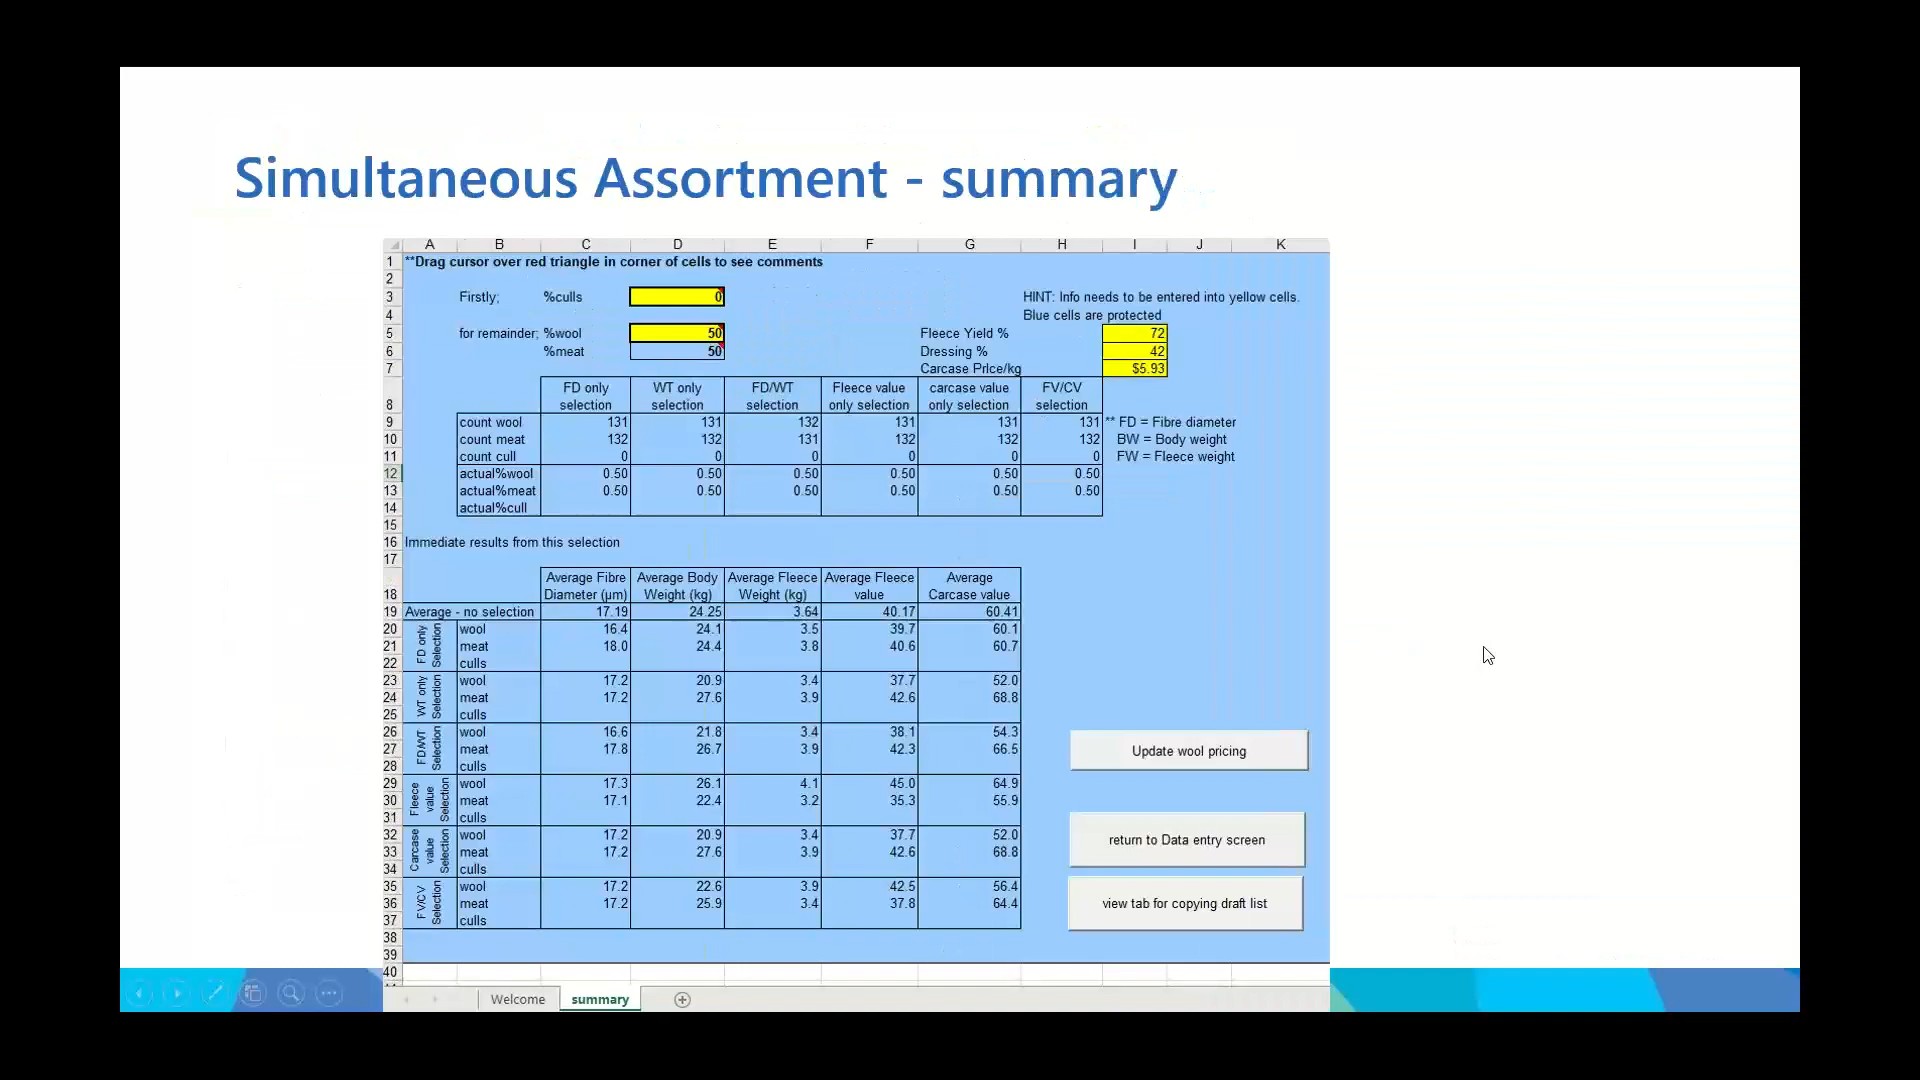 Simultaneous Assortment - summary
A B C D E F G H I J K
1 **Drag cursor over red triangle in corner of cells to see comments
2
3 Firstly; %culls 0 HINT: Info needs to be entered into yellow cells.
4 Blue cells are protected
5 for remainder; %wool 50 Fleece Yield % 72
6 %meat 50 Dressing % 42
7 Carcase Price/kg $5.93
FD only WT only FD/WT Fleece value carcase value FV/CV
8 selection selection selection only selection only selection selection
9 count wool 131 131 132 131 131 131 ** FD = Fibre diameter
10 count meat 132 132 131 132 132 132 BW = Body weight
11 count cull 0 0 0 0 0 0 FW = Fleece weight
12 actual%wool 0.50 0.50 0.50 0.50 0.50 0.50
13 actual%meat 0.50 0.50 0.50 0.50 0.50 0.50
14 actual%cull
15
16 Immediate results from this selection
17
Average Fibre Average Body Average Fleece Average Fleece Average
18 Diameter (µm) Weight (kg) Weight (kg) value Carcase value
19 Average - no selection 17.19 24.25 3.64 40.17 60.41
FD only Selection
20 wool 16.4 24.1 3.5 39.7 60.1
21 meat 18.0 24.4 3.8 40.6 60.7
22 culls
WT only Selection
23 wool 17.2 20.9 3.4 37.7 52.0
24 meat 17.2 27.6 3.9 42.6 68.8
25 culls
FD/WT Selection
26 wool 16.6 21.8 3.4 38.1 54.3
27 meat 17.8 26.7 3.9 42.3 66.5
28 culls
Fleece value Selection
29 wool 17.3 26.1 4.1 45.0 64.9
30 meat 17.1 22.4 3.2 35.3 55.9
31 culls
Carcase value Selection
32 wool 17.2 20.9 3.4 37.7 52.0
33 meat 17.2 27.6 3.9 42.6 68.8
34 culls
FV/CV Selection
35 wool 17.2 22.6 3.9 42.5 56.4
36 meat 17.2 25.9 3.4 37.8 64.4
37 culls
38
39
40
Update wool pricing
return to Data entry screen
view tab for copying draft list
Welcome summary